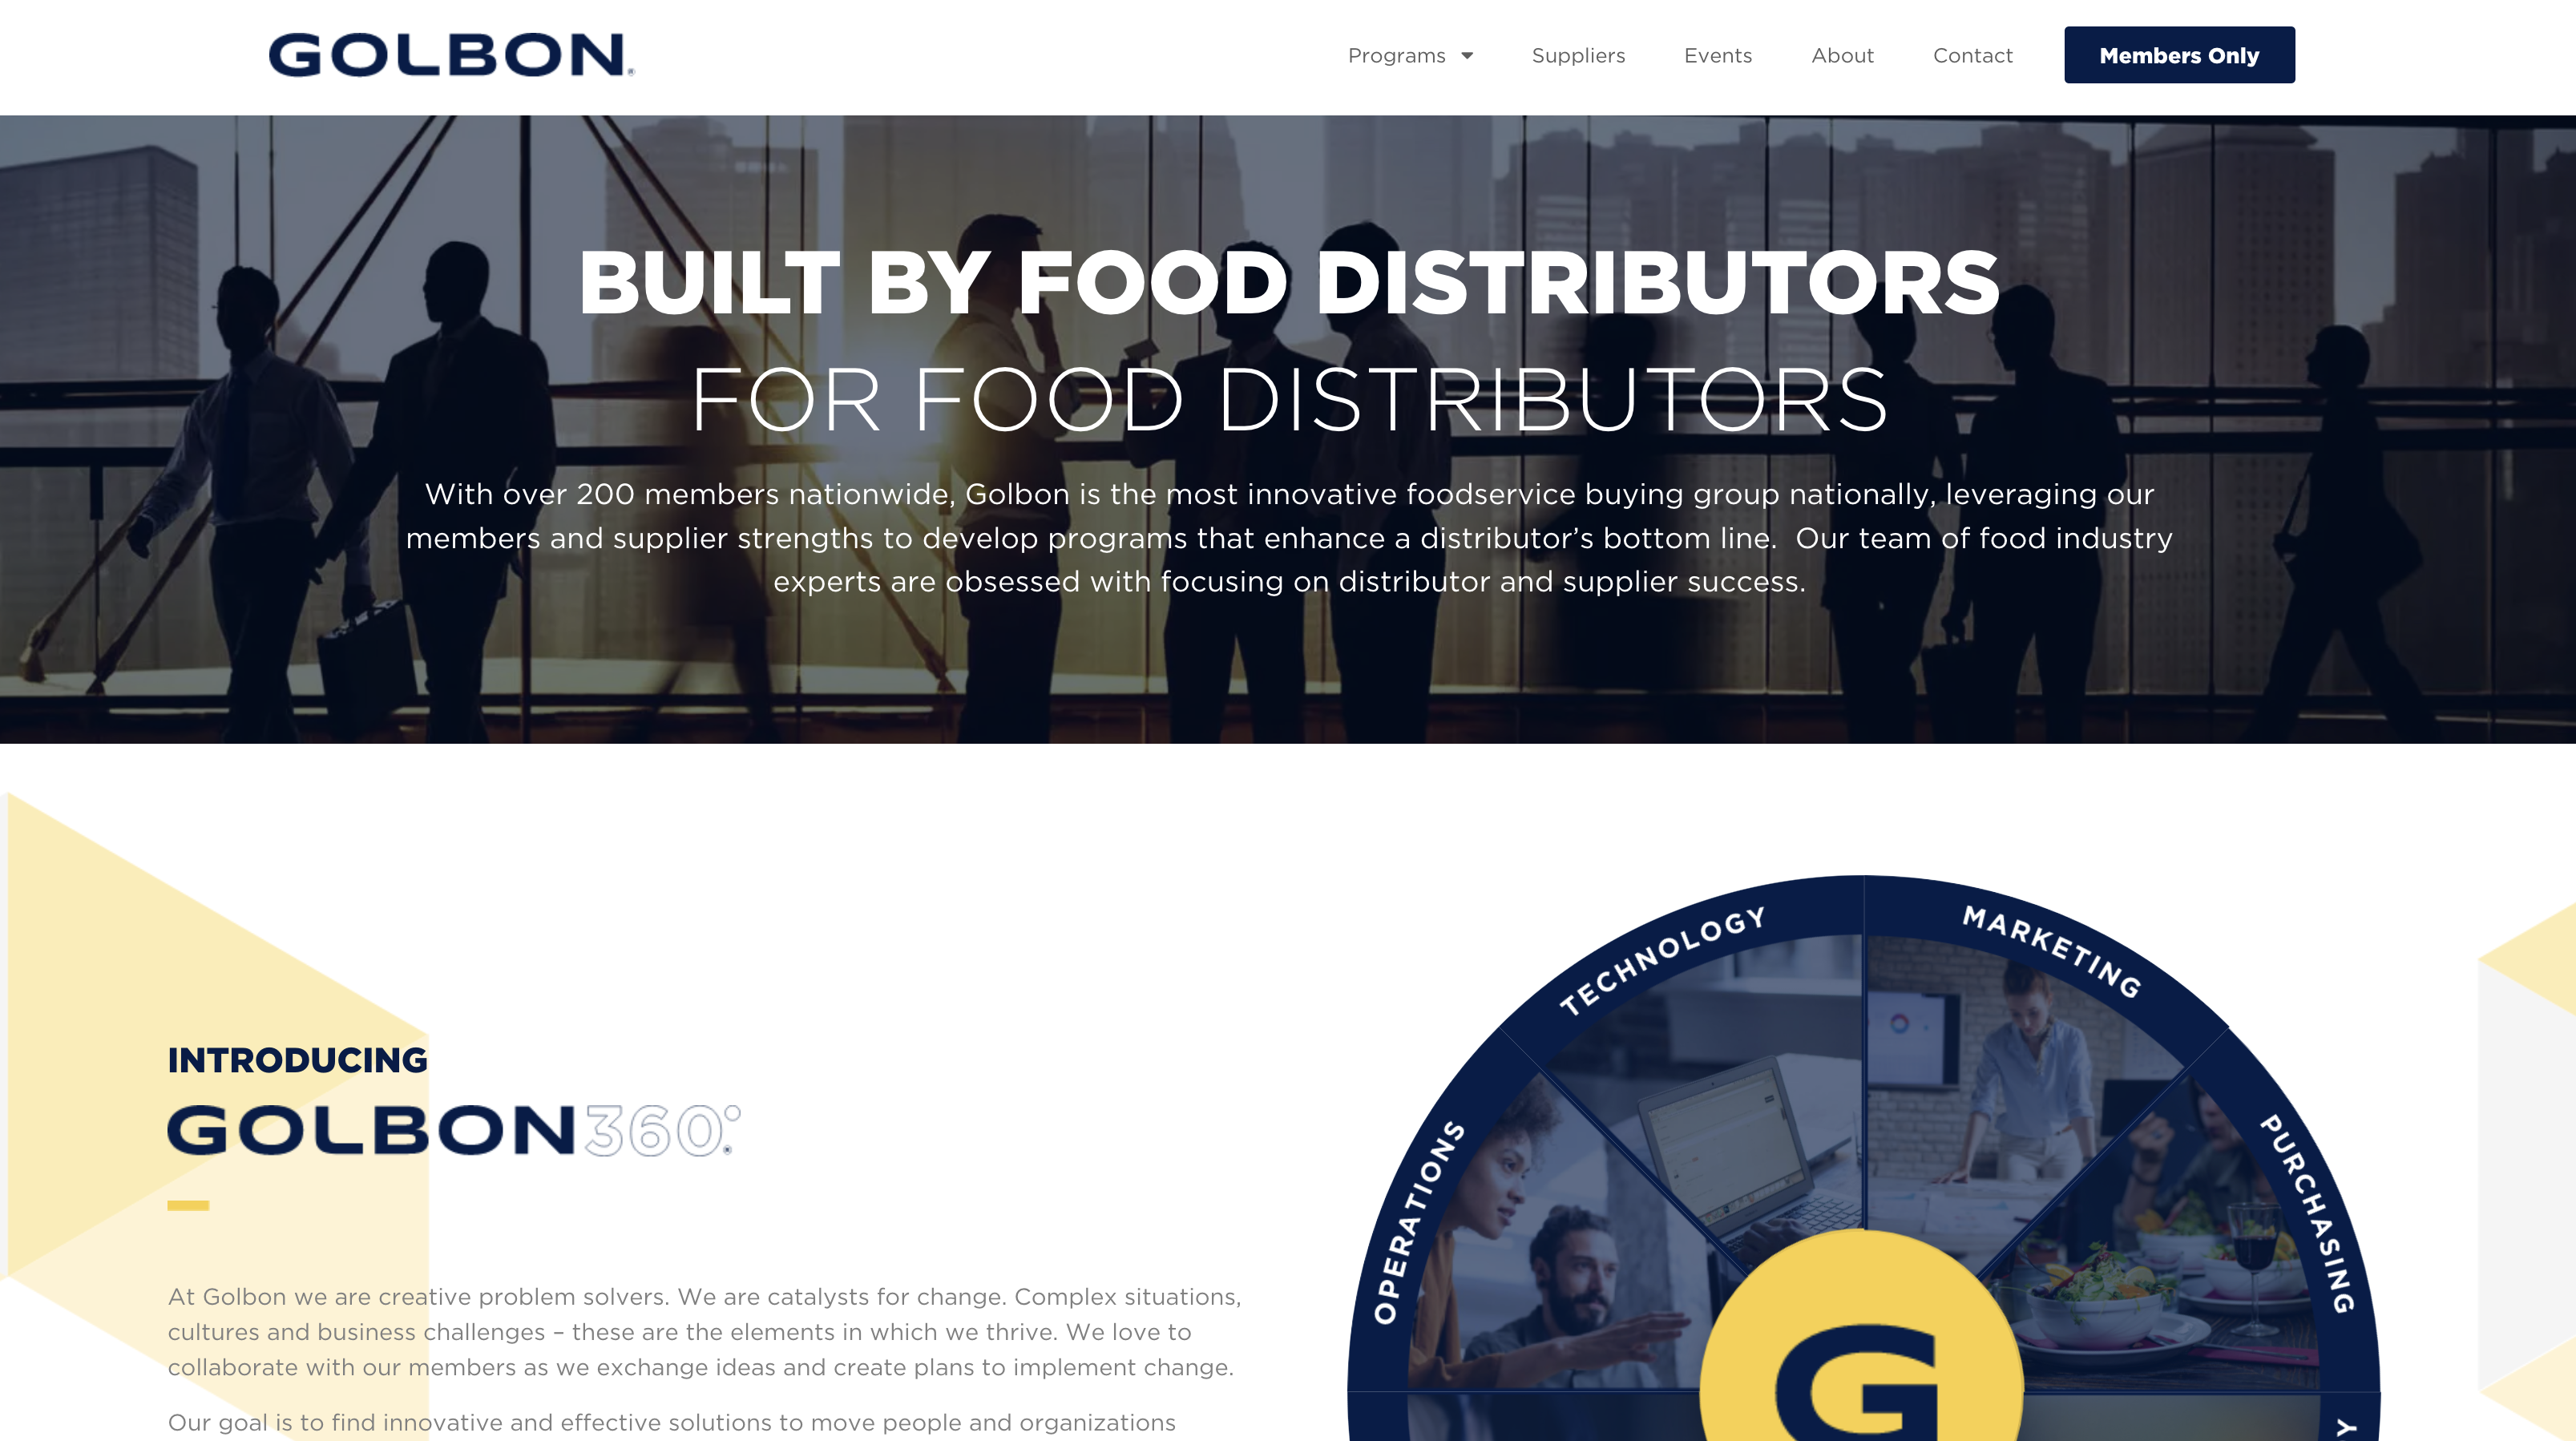 GOLBON®
Programs
Suppliers
Events
About
Contact
Members Only
BUILT BY FOOD DISTRIBUTORS
FOR FOOD DISTRIBUTORS
With over 200 members nationwide, Golbon is the most innovative foodservice buying group nationally, leveraging our
members and supplier strengths to develop programs that enhance a distributor’s bottom line.  Our team of food industry
experts are obsessed with focusing on distributor and supplier success.
INTRODUCING
GOLBON360°®
At Golbon we are creative problem solvers. We are catalysts for change. Complex situations,
cultures and business challenges – these are the elements in which we thrive. We love to
collaborate with our members as we exchange ideas and create plans to implement change.
Our goal is to find innovative and effective solutions to move people and organizations
OPERATIONS
TECHNOLOGY
MARKETING
PURCHASING
Y
G